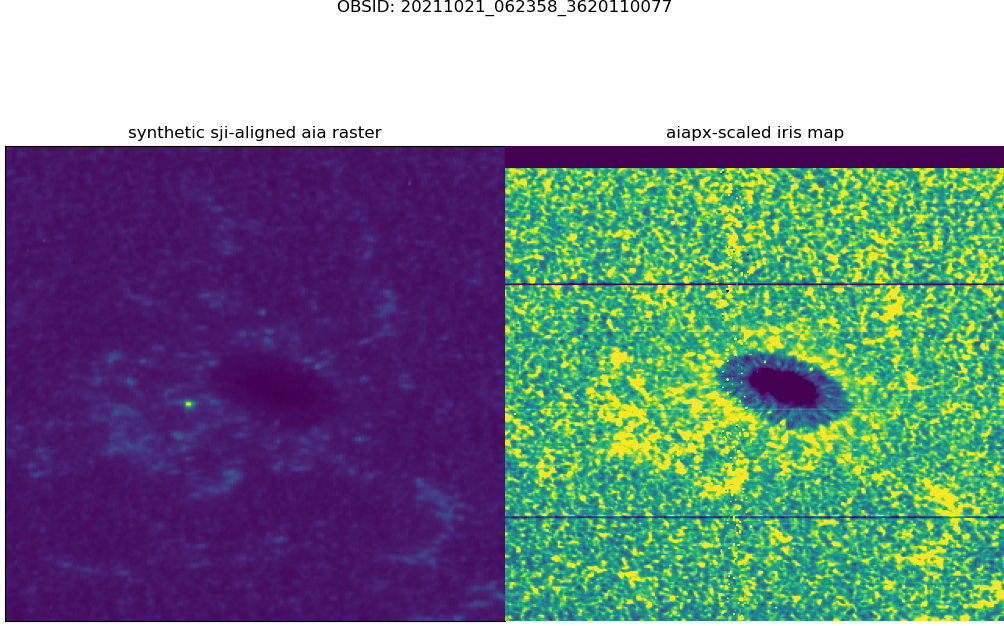 OBSID: 20211021_062358_3620110077
synthetic sji-aligned aia raster
aiapx-scaled iris map